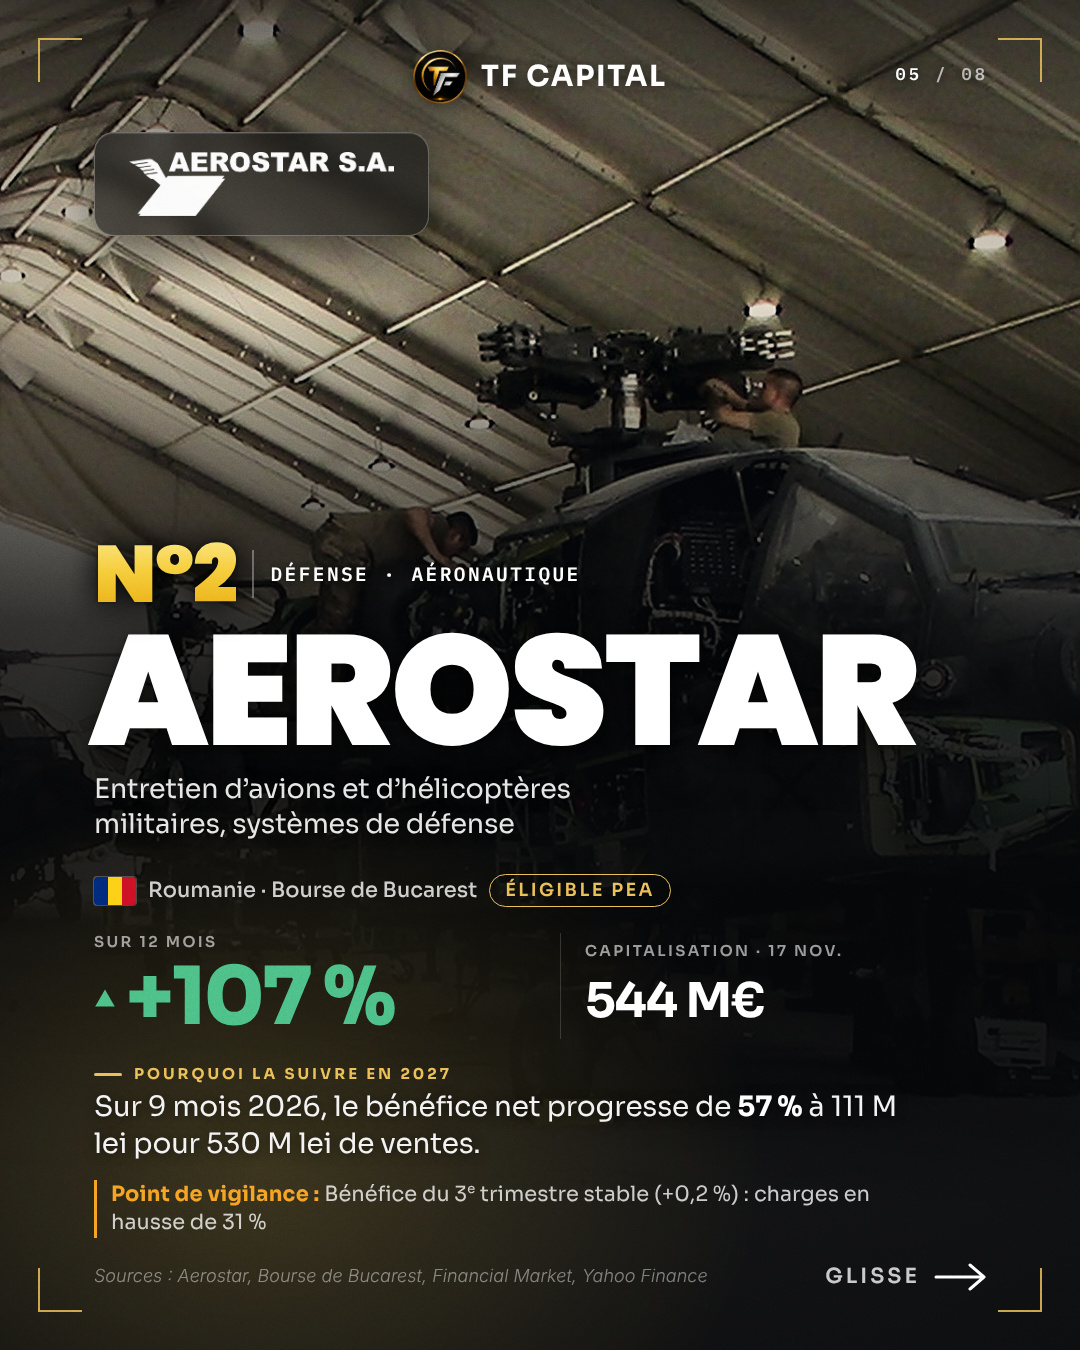 TF CAPITAL
05 / 08
AEROSTAR S.A.
N°2
DÉFENSE · AÉRONAUTIQUE
AEROSTAR
Entretien d’avions et d’hélicoptères
militaires, systèmes de défense
Roumanie · Bourse de Bucarest
ÉLIGIBLE PEA
SUR 12 MOIS
▲ +107 %
CAPITALISATION · 17 NOV.
544 M€
POURQUOI LA SUIVRE EN 2027
Sur 9 mois 2026, le bénéfice net progresse de 57 % à 111 M
lei pour 530 M lei de ventes.
Point de vigilance : Bénéfice du 3e trimestre stable (+0,2 %) : charges en
hausse de 31 %
Sources : Aerostar, Bourse de Bucarest, Financial Market, Yahoo Finance
GLISSE →